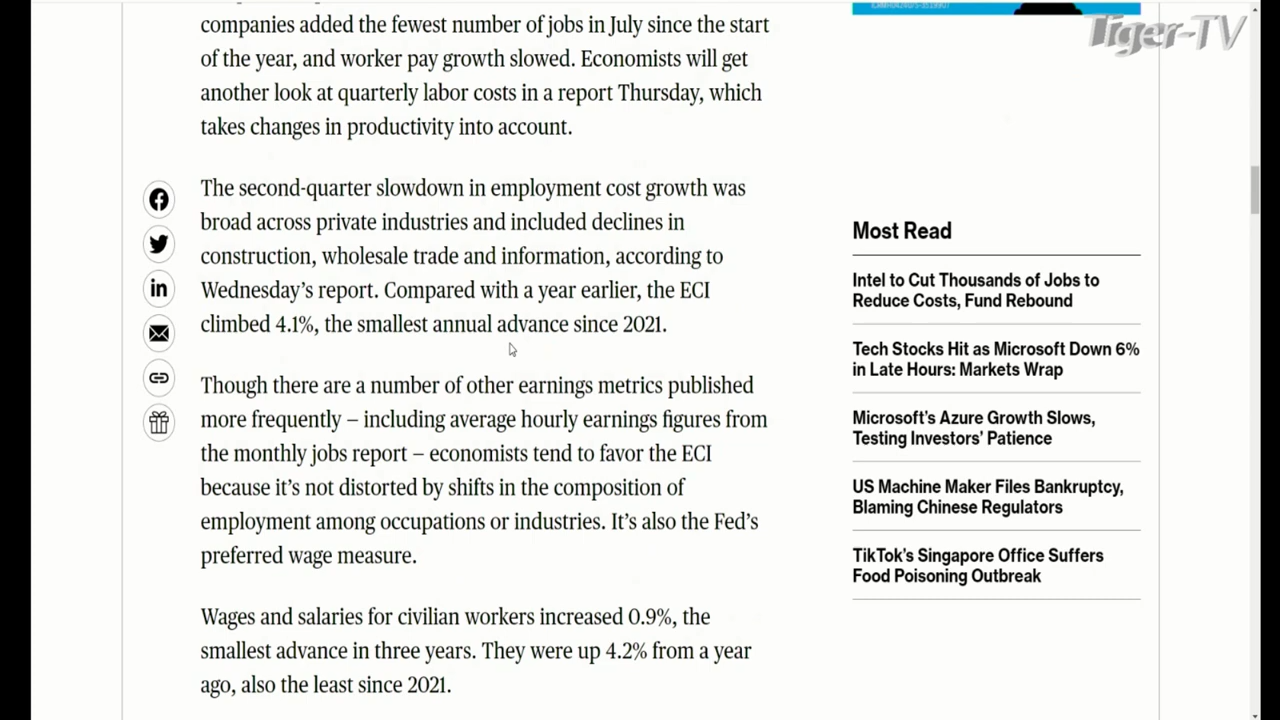 companies added the fewest number of jobs in July since the start
of the year, and worker pay growth slowed. Economists will get
another look at quarterly labor costs in a report Thursday, which
takes changes in productivity into account.
The second-quarter slowdown in employment cost growth was
broad across private industries and included declines in
construction, wholesale trade and information, according to
Wednesday’s report. Compared with a year earlier, the ECI
climbed 4.1%, the smallest annual advance since 2021.
Though there are a number of other earnings metrics published
more frequently – including average hourly earnings figures from
the monthly jobs report – economists tend to favor the ECI
because it’s not distorted by shifts in the composition of
employment among occupations or industries. It’s also the Fed’s
preferred wage measure.
Wages and salaries for civilian workers increased 0.9%, the
smallest advance in three years. They were up 4.2% from a year
ago, also the least since 2021.
Tiger-TV
Most Read
Intel to Cut Thousands of Jobs to
Reduce Costs, Fund Rebound
Tech Stocks Hit as Microsoft Down 6%
in Late Hours: Markets Wrap
Microsoft’s Azure Growth Slows,
Testing Investors’ Patience
US Machine Maker Files Bankruptcy,
Blaming Chinese Regulators
TikTok’s Singapore Office Suffers
Food Poisoning Outbreak